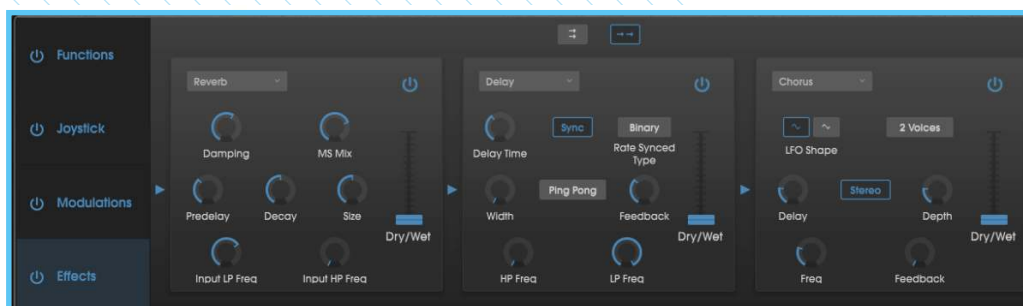 Functions
Joystick
Modulations
Effects
Reverb
Damping
MS Mix
Predelay
Decay
Size
Dry/Wet
Input LP Freq
Input HP Freq
Delay
Delay Time
Sync
Binary
Rate Synced
Type
Width
Ping Pong
Feedback
Dry/Wet
HP Freq
LP Freq
Chorus
LFO Shape
2 Voices
Delay
Stereo
Depth
Dry/Wet
Freq
Feedback